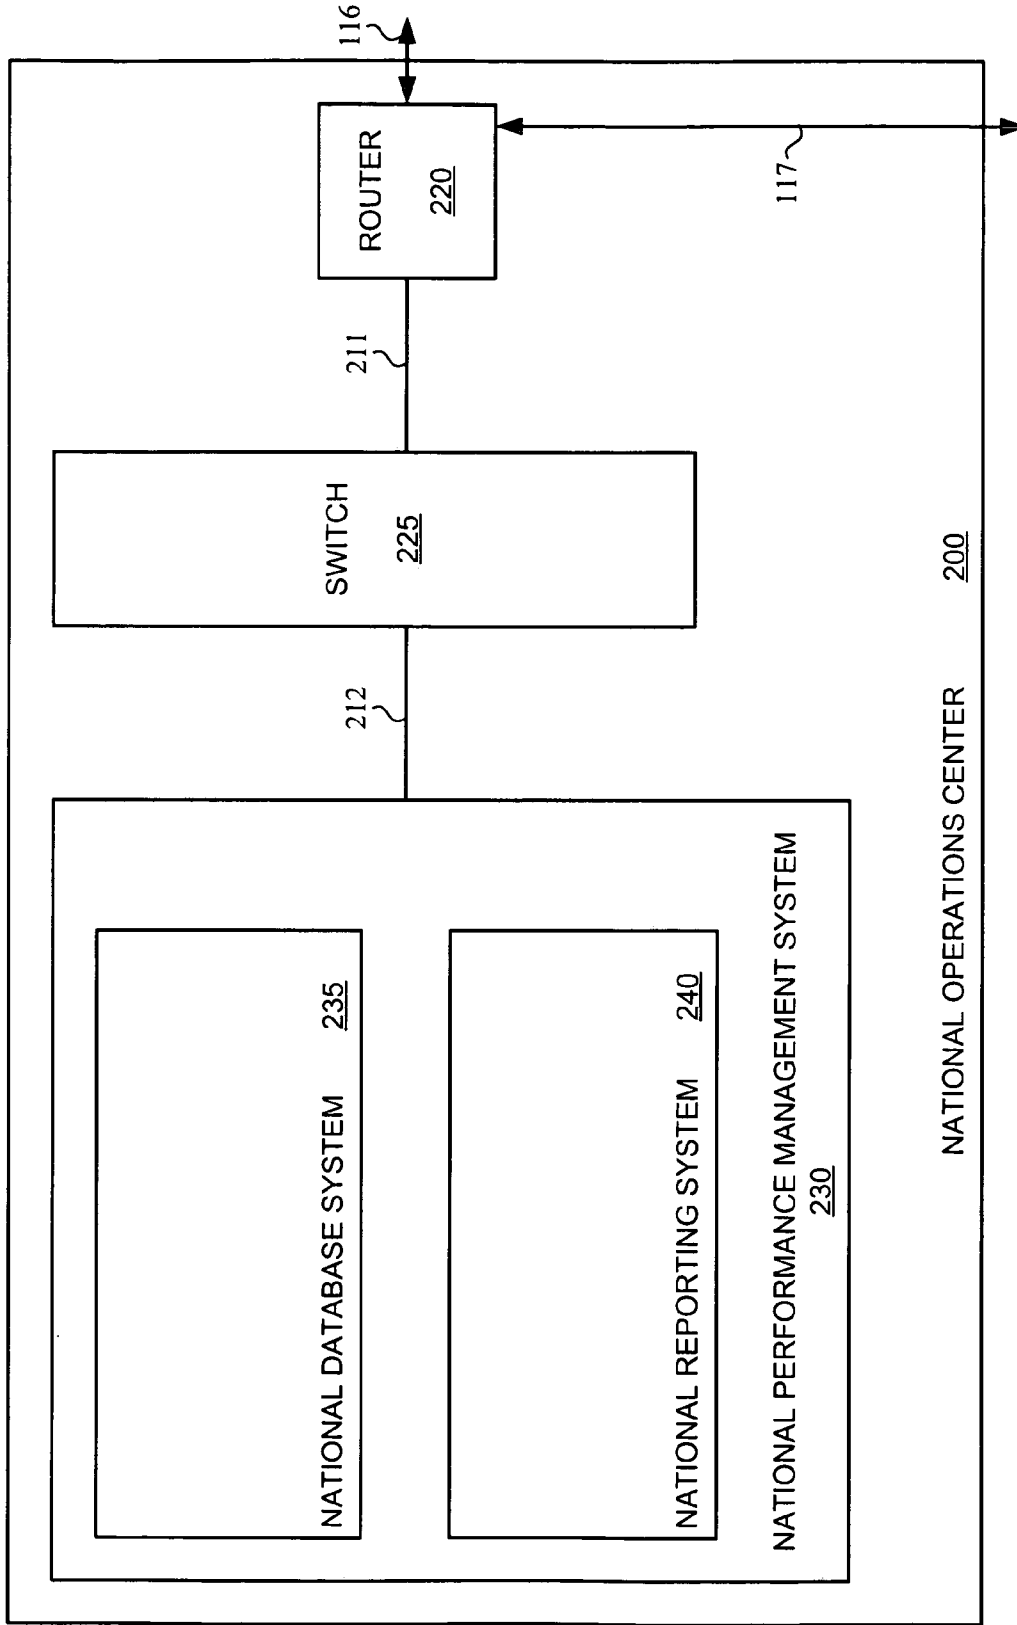 NATIONAL DATABASE SYSTEM 235
NATIONAL REPORTING SYSTEM 240
NATIONAL PERFORMANCE MANAGEMENT SYSTEM
230
212
SWITCH
225
211
ROUTER
220
116
117
NATIONAL OPERATIONS CENTER 200